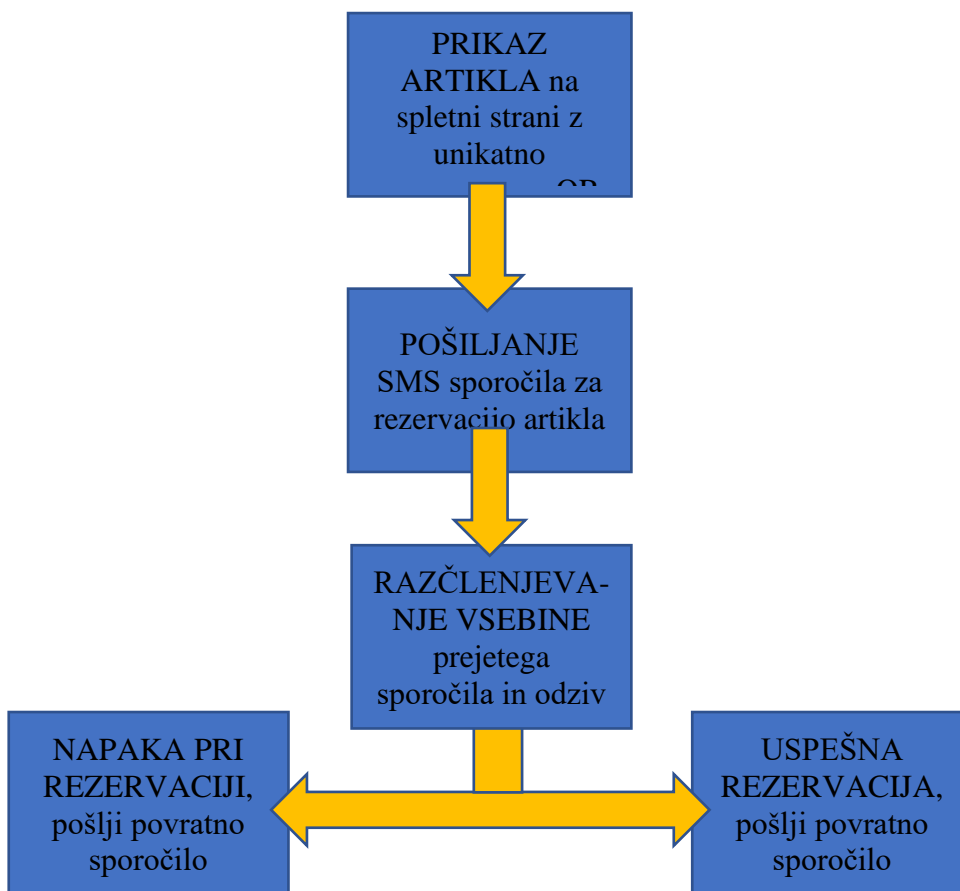 PRIKAZ
ARTIKLA na
spletni strani z
unikatno
POŠILJANJE
SMS sporočila za
rezervacijo artikla
RAZČLENJEVA-
NJE VSEBINE
prejetega
sporočila in odziv
NAPAKA PRI
REZERVACIJI,
pošlji povratno
sporočilo
USPEŠNA
REZERVACIJA,
pošlji povratno
sporočilo